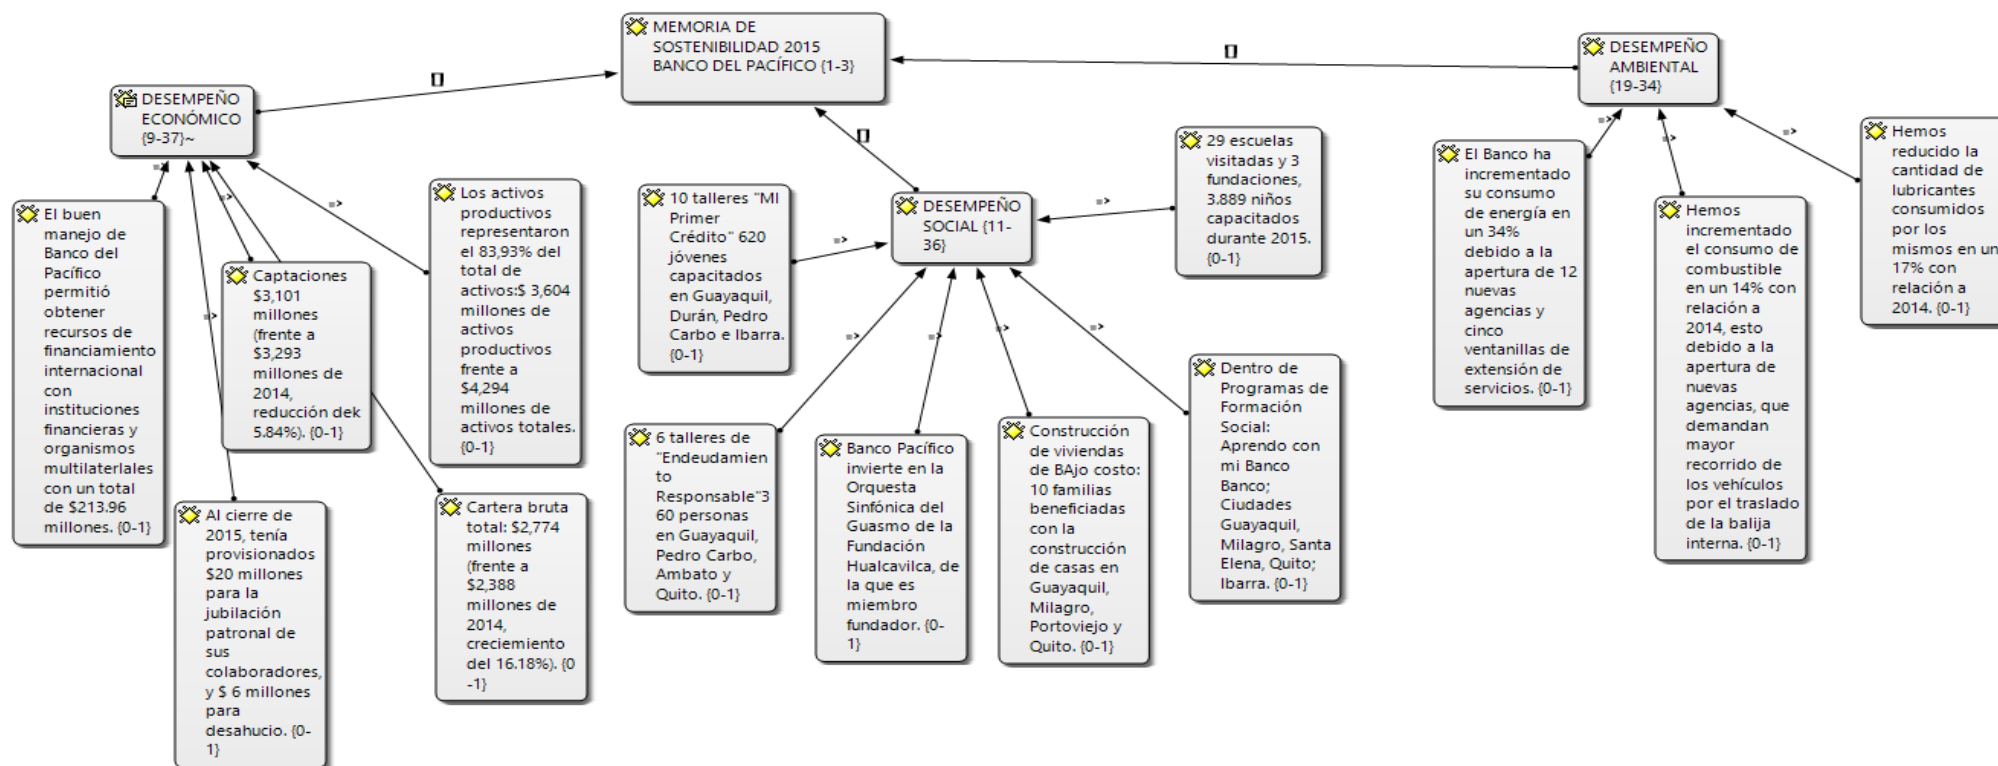 MEMORIA DE
SOSTENIBILIDAD 2015
BANCO DEL PACÍFICO {1-3}
[]
[]
[]
DESEMPEÑO
ECONÓMICO
{9-37}~
=>
=>
=>
=>
El buen
manejo de
Banco del
Pacífico
permitió
obtener
recursos de
financiamiento
internacional
con
instituciones
financieras y
organismos
multilaterlales
con un total
de $213.96
millones. {0-1}
Al cierre de
2015, tenía
provisionados
$20 millones
para la
jubilación
patronal de
sus
colaboradores,
y $ 6 millones
para
desahucio. {0-
1}
Captaciones
$3,101
millones
(frente a
$3,293
millones de
2014,
reducción dek
5.84%). {0-1}
Cartera bruta
total: $2,774
millones
(frente a
$2,388
millones de
2014,
creciemiento
del 16.18%). {0
-1}
Los activos
productivos
representaron
el 83,93% del
total de
activos:$ 3,604
millones de
activos
productivos
frente a
$4,294
millones de
activos totales.
{0-1}
DESEMPEÑO
SOCIAL {11-
36}
=>
=>
=>
=>
=>
=>
10 talleres "MI
Primer
Crédito" 620
jóvenes
capacitados
en Guayaquil,
Durán, Pedro
Carbo e Ibarra.
{0-1}
6 talleres de
"Endeudamien
to
Responsable"3
60 personas
en Guayaquil,
Pedro Carbo,
Ambato y
Quito. {0-1}
Banco Pacífico
invierte en la
Orquesta
Sinfónica del
Guasmo de la
Fundación
Hualcavilca, de
la que es
miembro
fundador. {0-
1}
Construcción
de viviendas
de BAjo costo:
10 familias
beneficiadas
con la
construcción
de casas en
Guayaquil,
Milagro,
Portoviejo y
Quito. {0-1}
Dentro de
Programas de
Formación
Social:
Aprendo con
mi Banco
Banco;
Ciudades
Guayaquil,
Milagro, Santa
Elena, Quito;
Ibarra. {0-1}
29 escuelas
visitadas y 3
fundaciones,
3.889 niños
capacitados
durante 2015.
{0-1}
DESEMPEÑO
AMBIENTAL
{19-34}
=>
=>
=>
El Banco ha
incrementado
su consumo
de energía en
un 34%
debido a la
apertura de 12
nuevas
agencias y
cinco
ventanillas de
extensión de
servicios. {0-1}
Hemos
incrementado
el consumo de
combustible
en un 14% con
relación a
2014, esto
debido a la
apertura de
nuevas
agencias, que
demandan
mayor
recorrido de
los vehículos
por el traslado
de la balija
interna. {0-1}
Hemos
reducido la
cantidad de
lubricantes
consumidos
por los
mismos en un
17% con
relación a
2014. {0-1}